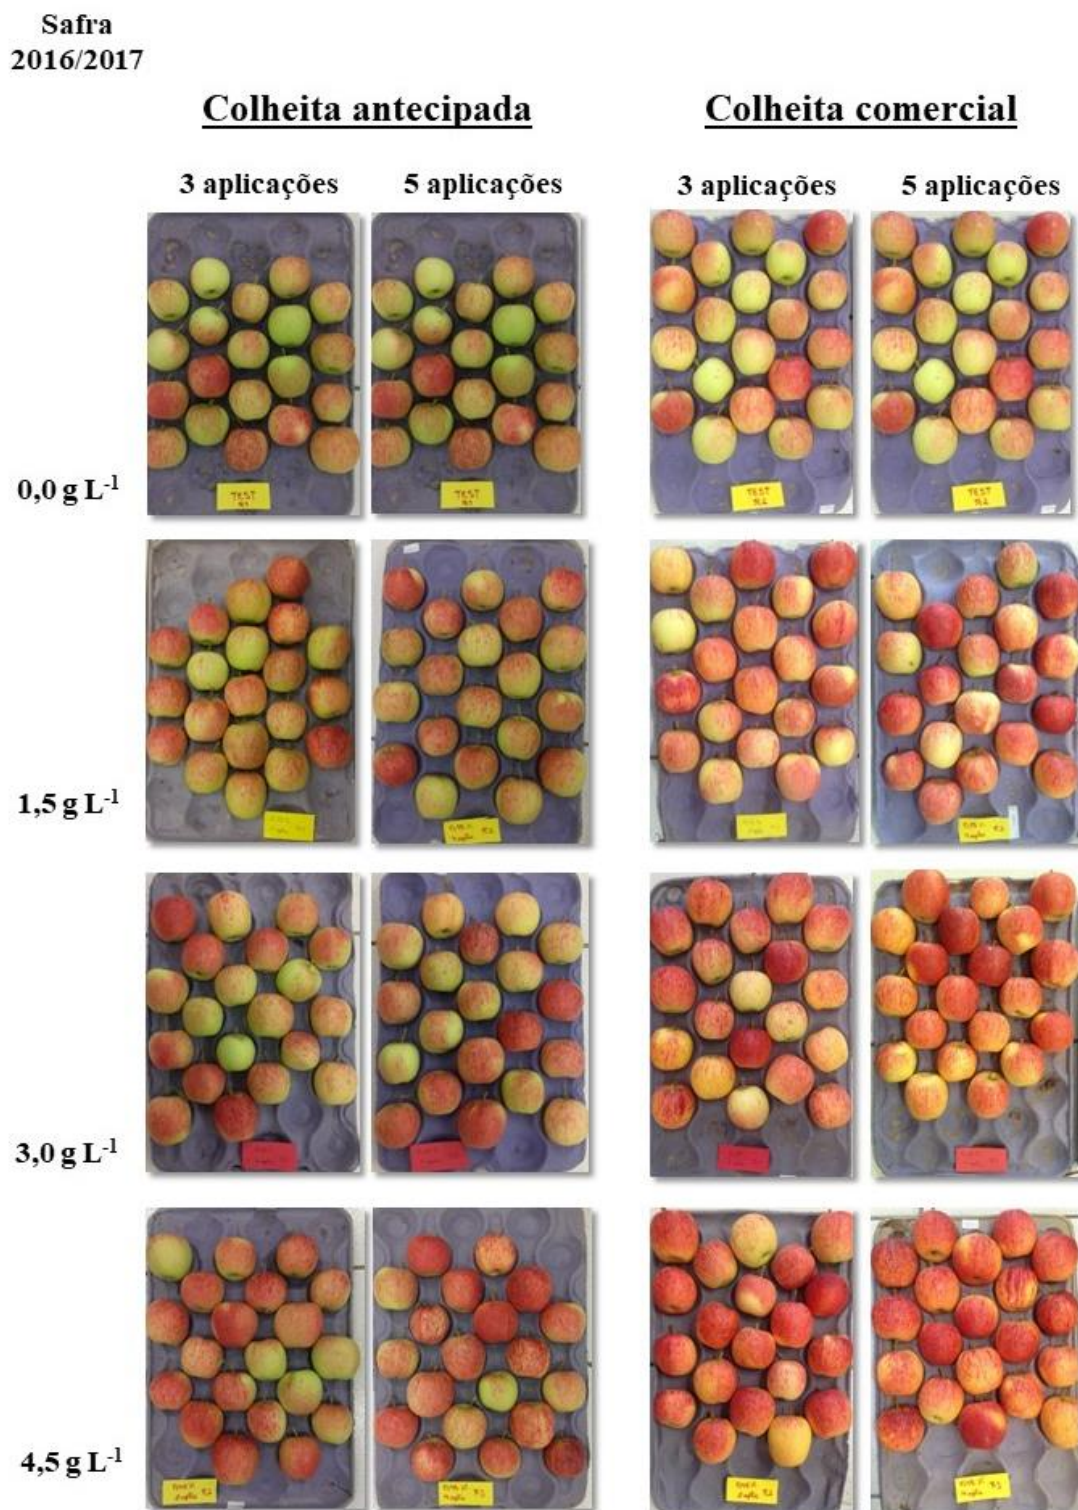 Safra
2016/2017
Colheita antecipada
Colheita comercial
3 aplicações
5 aplicações
3 aplicações
5 aplicações
0,0 g L⁻¹
TEST
TEST
TEST
TEST
1,5 g L⁻¹
3,0 g L⁻¹
4,5 g L⁻¹